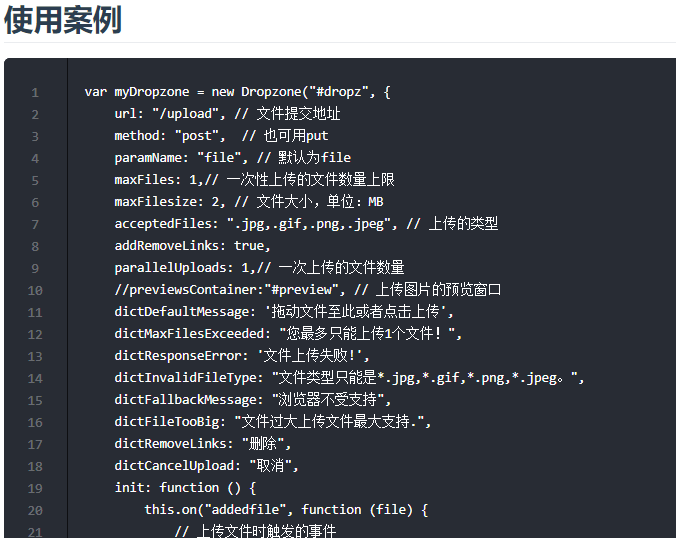 使用案例
1 var myDropzone = new Dropzone("#dropz", {
2 url: "/upload", // 文件提交地址
3 method: "post",  // 也可用put
4 paramName: "file", // 默认为file
5 maxFiles: 1,// 一次性上传的文件数量上限
6 maxFilesize: 2, // 文件大小，单位：MB
7 acceptedFiles: ".jpg,.gif,.png,.jpeg", // 上传的类型
8 addRemoveLinks: true,
9 parallelUploads: 1,// 一次上传的文件数量
10 //previewsContainer:"#preview", // 上传图片的预览窗口
11 dictDefaultMessage: '拖动文件至此或者点击上传',
12 dictMaxFilesExceeded: "您最多只能上传1个文件！",
13 dictResponseError: '文件上传失败!',
14 dictInvalidFileType: "文件类型只能是*.jpg,*.gif,*.png,*.jpeg。",
15 dictFallbackMessage: "浏览器不受支持",
16 dictFileTooBig: "文件过大上传文件最大支持.",
17 dictRemoveLinks: "删除",
18 dictCancelUpload: "取消",
19 init: function () {
20 this.on("addedfile", function (file) {
21 // 上传文件时触发的事件